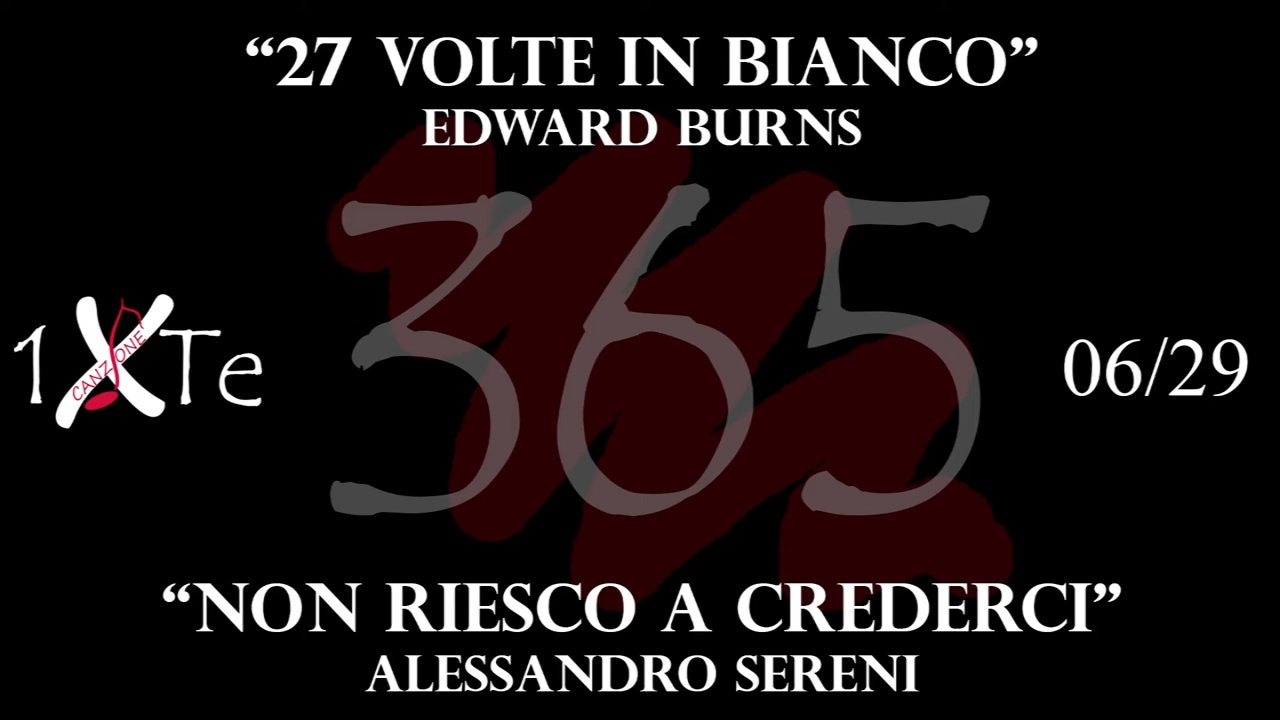 “27 VOLTE IN BIANCO”
EDWARD BURNS
365
1 X Te
CANZONE
06/29
“NON RIESCO A CREDERCI”
ALESSANDRO SERENI